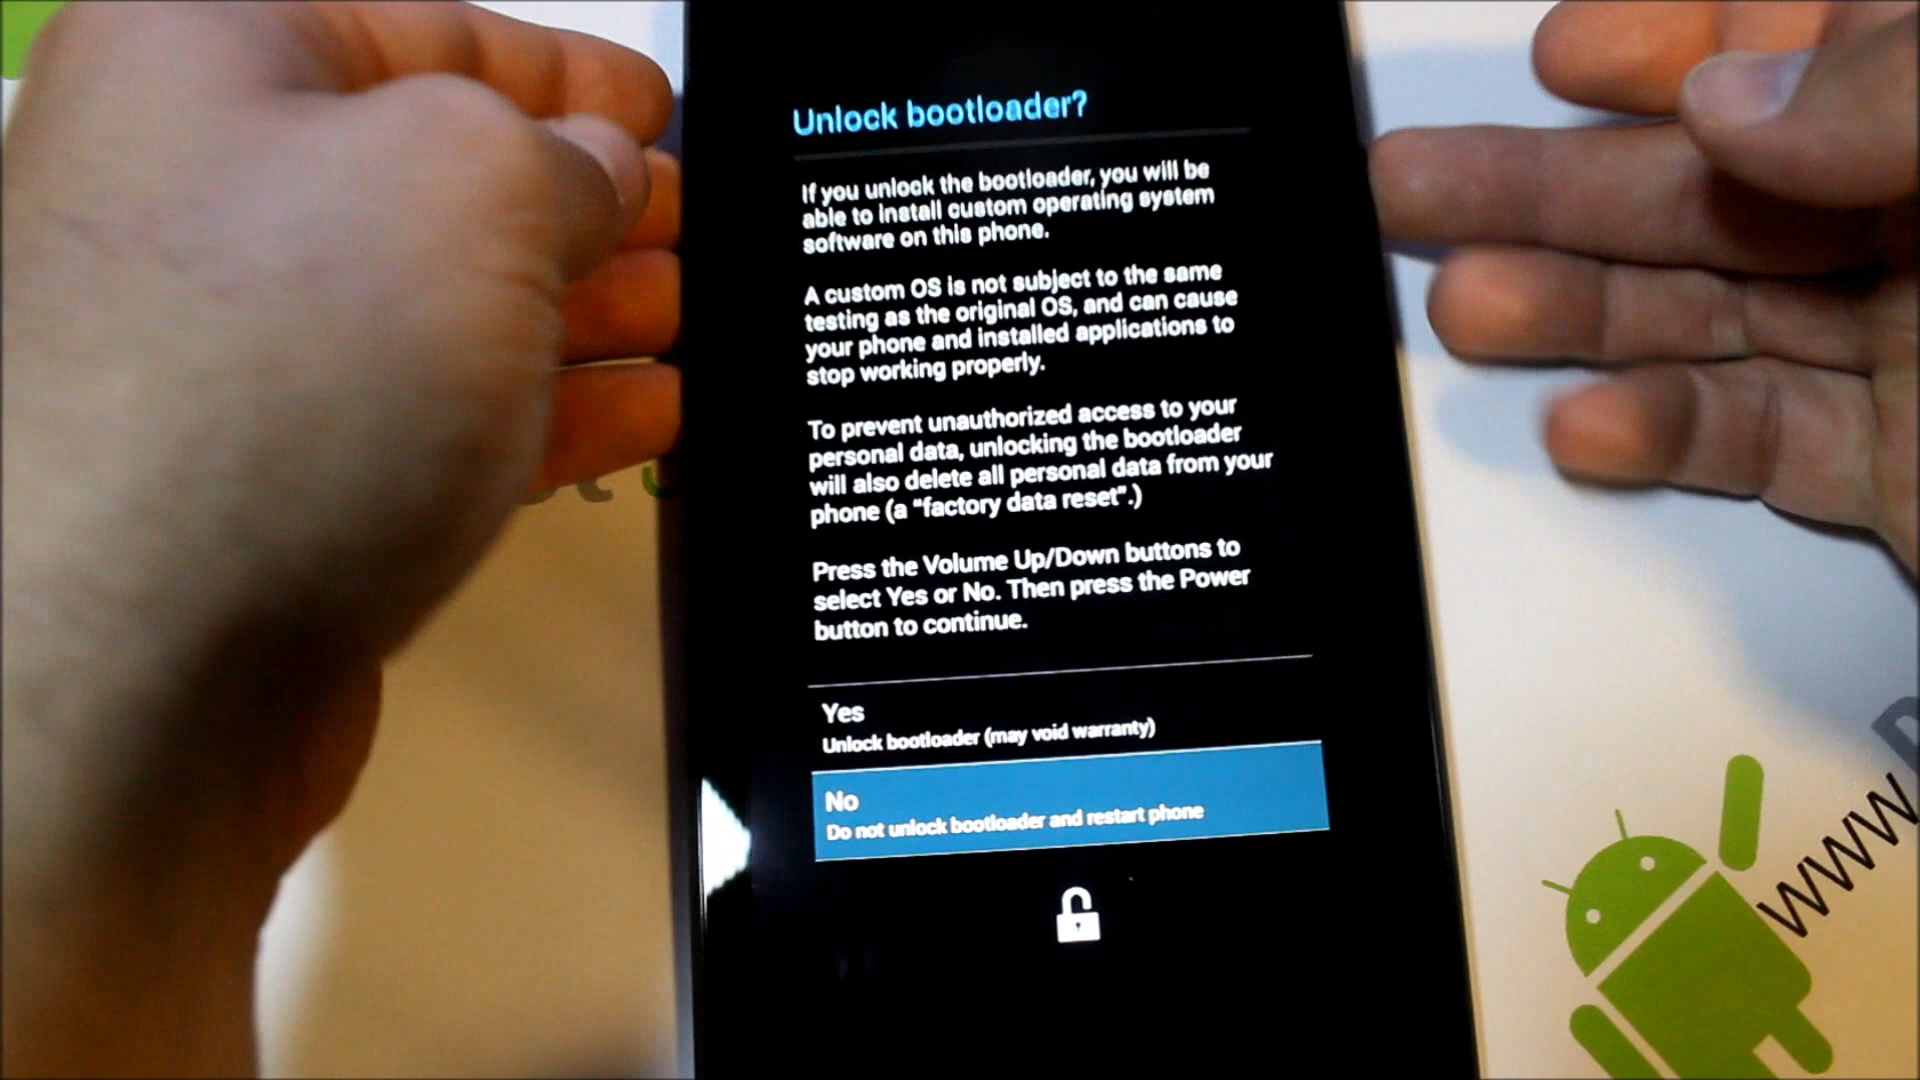 Unlock bootloader?
If you unlock the bootloader, you will be
able to install custom operating system
software on this phone.
A custom OS is not subject to the same
testing as the original OS, and can cause
your phone and installed applications to
stop working properly.
To prevent unauthorized access to your
personal data, unlocking the bootloader
will also delete all personal data from your
phone (a "factory data reset".)
Press the Volume Up/Down buttons to
select Yes or No. Then press the Power
button to continue.
Yes
Unlock bootloader (may void warranty)
No
Do not unlock bootloader and restart phone
www